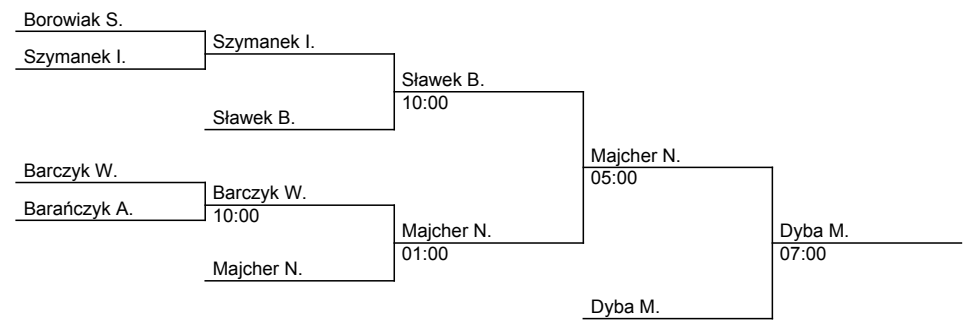 Borowiak S.
Szymanek I.
Szymanek I.
Sławek B.
10:00
Sławek B.
Barczyk W.
Barańczyk A.
Barczyk W.
10:00
Majcher N.
01:00
Majcher N.
Majcher N.
05:00
Dyba M.
07:00
Dyba M.